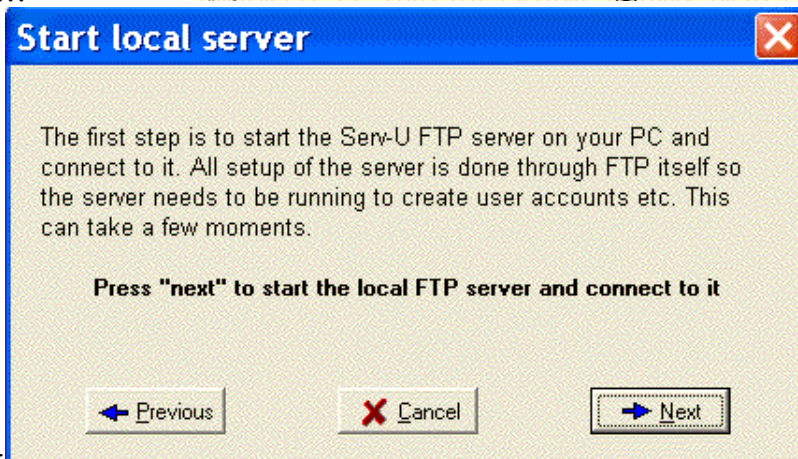 Start local server
The first step is to start the Serv-U FTP server on your PC and
connect to it. All setup of the server is done through FTP itself so
the server needs to be running to create user accounts etc. This
can take a few moments.
Press "next" to start the local FTP server and connect to it
Previous Cancel Next